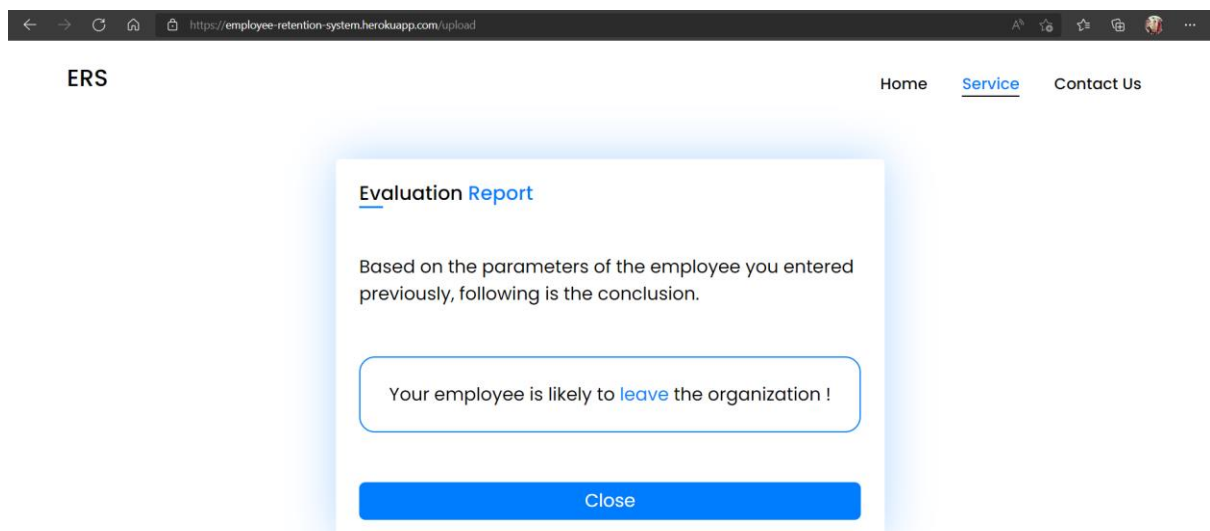 https://employee-retention-system.herokuapp.com/upload
ERS
Home Service Contact Us
Evaluation Report
Based on the parameters of the employee you entered
previously, following is the conclusion.
Your employee is likely to leave the organization !
Close